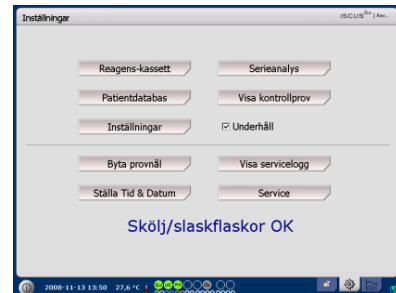 Inställningar
ISCUSflex
Reagens-kassett
Serieanalys
Patientdatabas
Visa kontrollprov
Inställningar
Underhåll
Byta provnål
Visa servicelogg
Ställa Tid & Datum
Service
Skölj/slaskflaskor OK
2008-11-13 13:50 27,6 °C